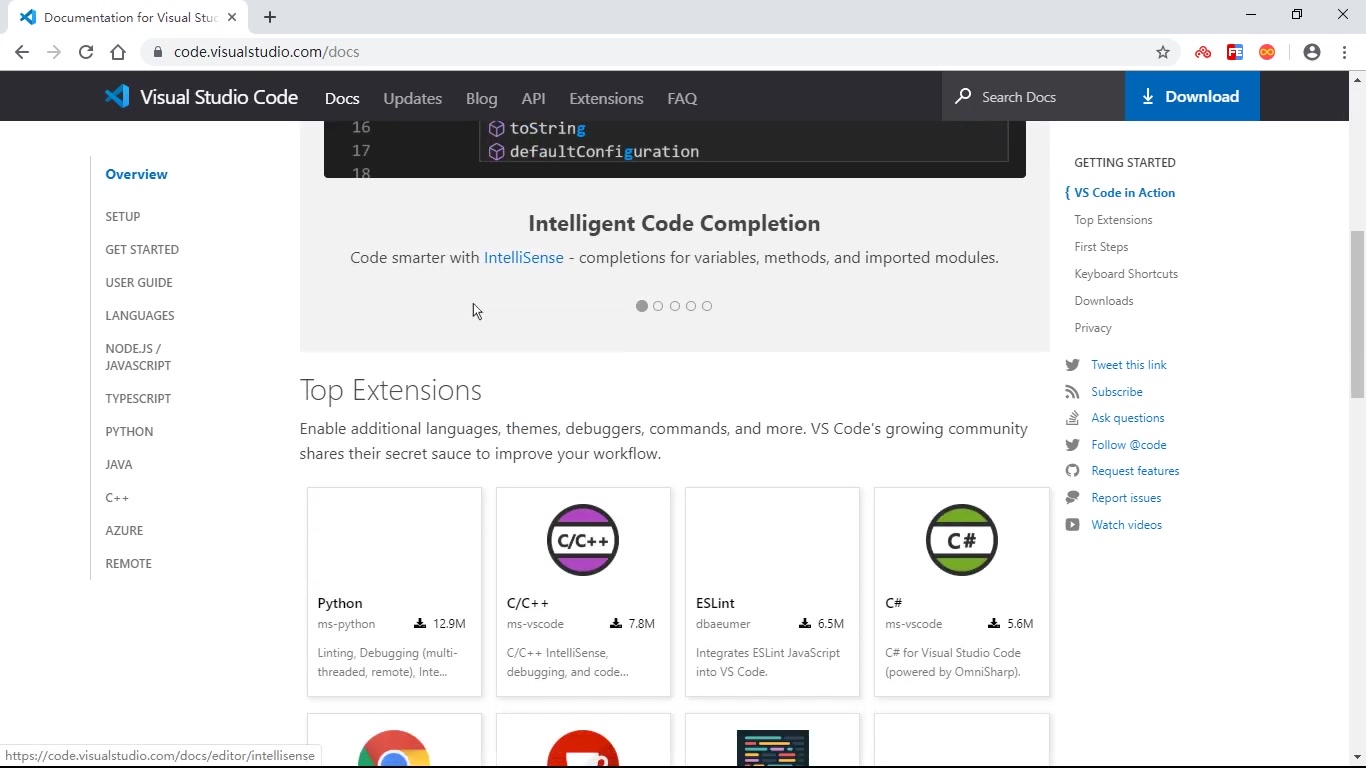 Documentation for Visual Stu
code.visualstudio.com/docs
Visual Studio Code
Docs
Updates
Blog
API
Extensions
FAQ
Search Docs
Download
16
toString
17
defaultConfiguration
18
Overview
SETUP
GET STARTED
USER GUIDE
LANGUAGES
NODE.JS /
JAVASCRIPT
TYPESCRIPT
PYTHON
JAVA
C++
AZURE
REMOTE
Intelligent Code Completion
Code smarter with IntelliSense - completions for variables, methods, and imported modules.
Top Extensions
Enable additional languages, themes, debuggers, commands, and more. VS Code's growing community
shares their secret sauce to improve your workflow.
Python
ms-python 12.9M
Linting, Debugging (multi-
threaded, remote), Inte...
C/C++
C/C++
ms-vscode 7.8M
C/C++ IntelliSense,
debugging, and code...
ESLint
dbaeumer 6.5M
Integrates ESLint JavaScript
into VS Code.
C#
C#
ms-vscode 5.6M
C# for Visual Studio Code
(powered by OmniSharp).
GETTING STARTED
{ VS Code in Action
Top Extensions
First Steps
Keyboard Shortcuts
Downloads
Privacy
Tweet this link
Subscribe
Ask questions
Follow @code
Request features
Report issues
Watch videos
https://code.visualstudio.com/docs/editor/intellisense